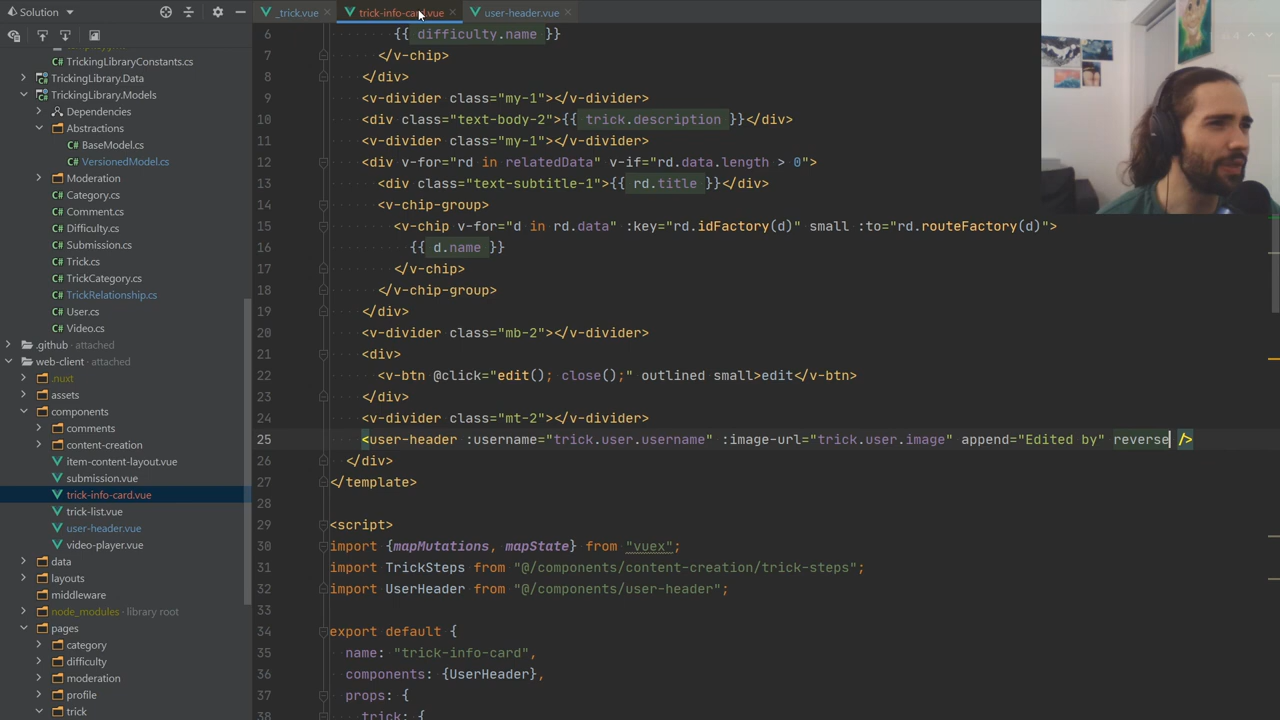 Solution
_trick.vue
trick-info-card.vue
user-header.vue
TrickingLibraryConstants.cs
TrickingLibrary.Data
TrickingLibrary.Models
Dependencies
Abstractions
BaseModel.cs
VersionedModel.cs
Moderation
Category.cs
Comment.cs
Difficulty.cs
Submission.cs
Trick.cs
TrickCategory.cs
TrickRelationship.cs
User.cs
Video.cs
.github attached
web-client attached
.nuxt
assets
components
comments
content-creation
item-content-layout.vue
submission.vue
trick-info-card.vue
trick-list.vue
user-header.vue
video-player.vue
data
layouts
middleware
node_modules library root
pages
category
difficulty
moderation
profile
trick
6 {{ difficulty.name }}
7 </v-chip>
8 </div>
9 <v-divider class="my-1"></v-divider>
10 <div class="text-body-2">{{ trick.description }}</div>
11 <v-divider class="my-1"></v-divider>
12 <div v-for="rd in relatedData" v-if="rd.data.length > 0">
13 <div class="text-subtitle-1">{{ rd.title }}</div>
14 <v-chip-group>
15 <v-chip v-for="d in rd.data" :key="rd.idFactory(d)" small :to="rd.routeFactory(d)">
16 {{ d.name }}
17 </v-chip>
18 </v-chip-group>
19 </div>
20 <v-divider class="mb-2"></v-divider>
21 <div>
22 <v-btn @click="edit(); close();" outlined small>edit</v-btn>
23 </div>
24 <v-divider class="mt-2"></v-divider>
25 <user-header :username="trick.user.username" :image-url="trick.user.image" append="Edited by" reverse />
26 </div>
27 </template>
28
29 <script>
30 import {mapMutations, mapState} from "vuex";
31 import TrickSteps from "@/components/content-creation/trick-steps";
32 import UserHeader from "@/components/user-header";
33
34 export default {
35 name: "trick-info-card",
36 components: {UserHeader},
37 props: {
38 trick: {